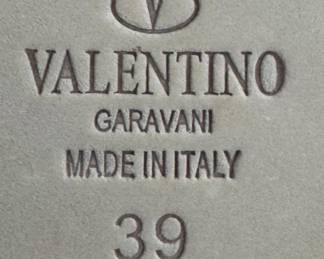 V
VALENTINO
GARAVANI
MADE IN ITALY
39